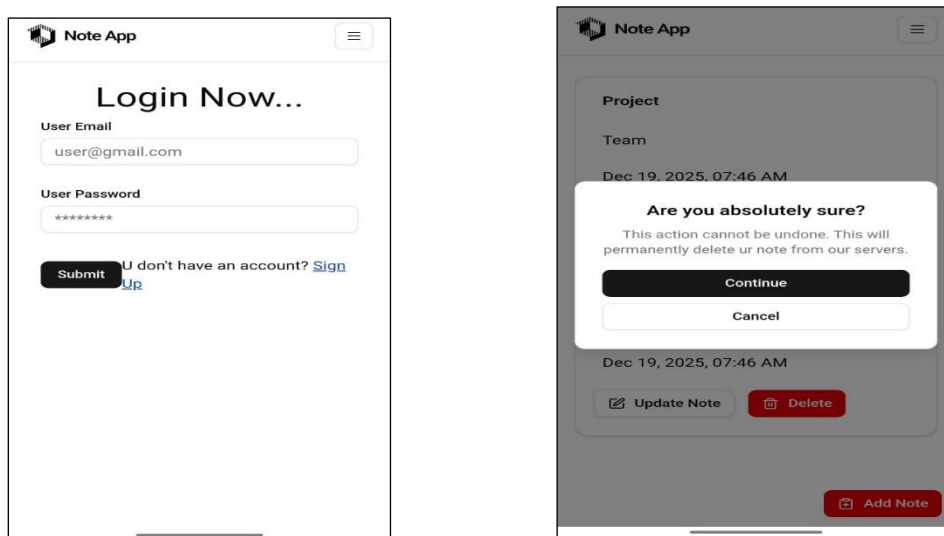 Note App
Login Now...
User Email
user@gmail.com
User Password
********
Submit
U don't have an account? Sign
Up
Note App
Project
Team
Dec 19, 2025, 07:46 AM
Are you absolutely sure?
This action cannot be undone. This will
permanently delete ur note from our servers.
Continue
Cancel
Dec 19, 2025, 07:46 AM
Update Note
Delete
Add Note